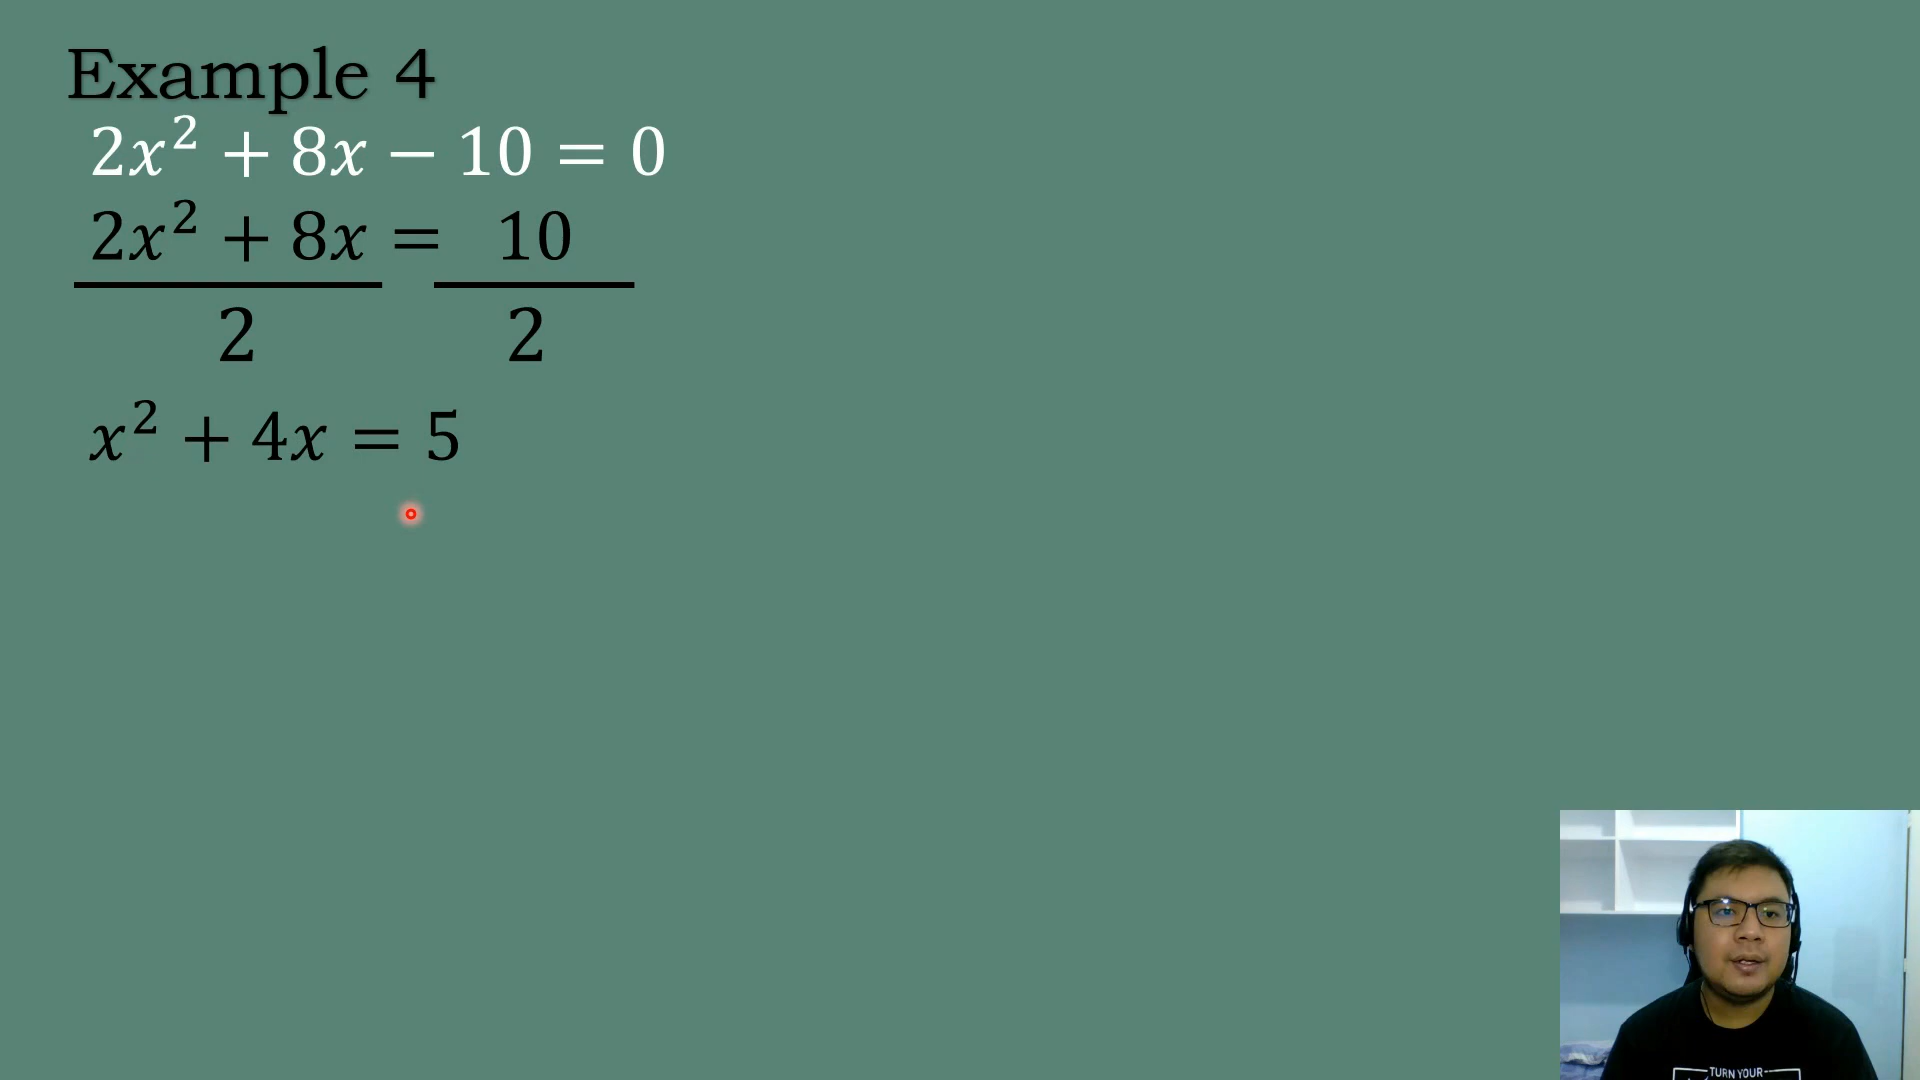 Example 4
2x² + 8x − 10 = 0
2x² + 8x = 10
2 2
x² + 4x = 5
TURN YOUR